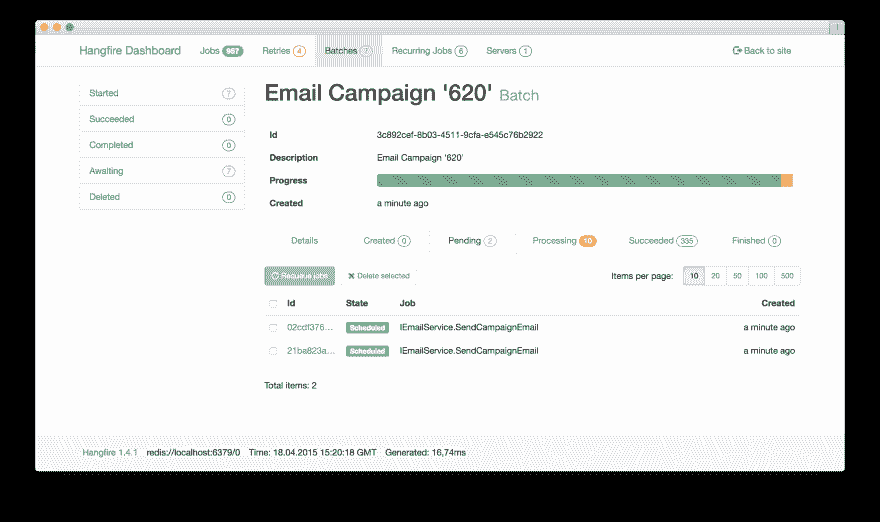 Hangfire Dashboard Jobs 957 Retries 4 Batches 7 Recurring Jobs 6 Servers 1 Back to site
Started 7
Succeeded 0
Completed 0
Awaiting 7
Deleted 0
Email Campaign '620' Batch
Id 3c892cef-8b03-4511-9cfa-e545c76b2922
Description Email Campaign '620'
Progress
Created a minute ago
Details Created 0 Pending 2 Processing 10 Succeeded 335 Finished 0
Requeue jobs Delete selected Items per page: 10 20 50 100 500
Id State Job Created
02cdf376... Scheduled IEmailService.SendCampaignEmail a minute ago
21ba823a... Scheduled IEmailService.SendCampaignEmail a minute ago
Total items: 2
Hangfire 1.4.1 redis://localhost:6379/0 Time: 18.04.2015 15:20:18 GMT Generated: 16,74ms